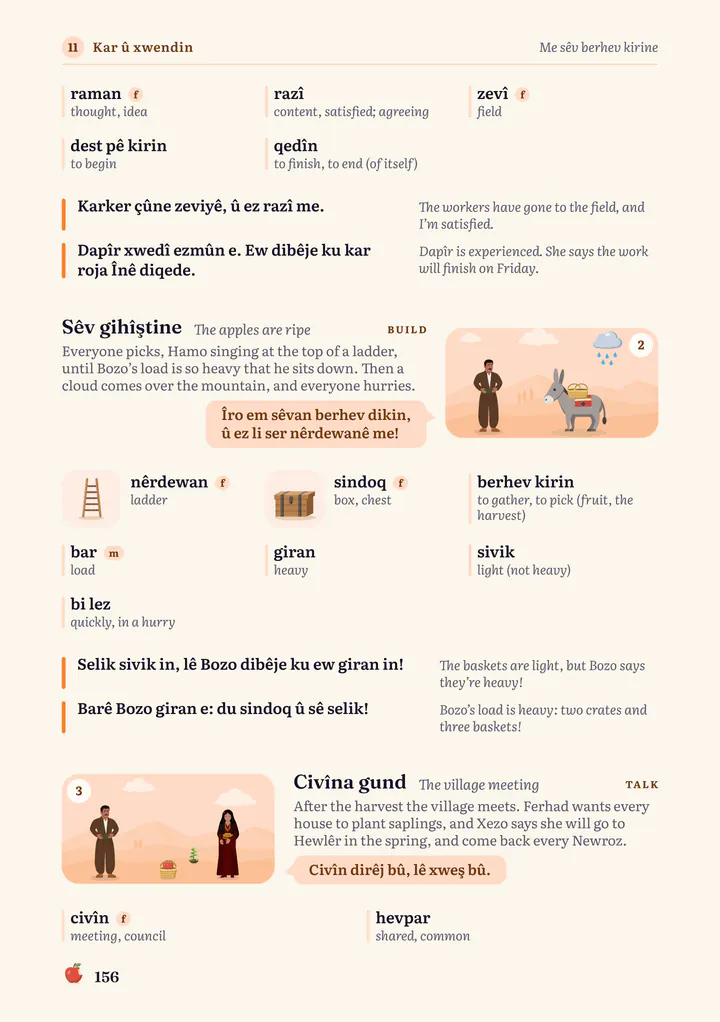 11 Kar û xwendin
Me sêv berhev kirine
raman f
thought, idea
razî
content, satisfied; agreeing
zevî f
field
dest pê kirin
to begin
qedîn
to finish, to end (of itself)
Karker çûne zeviyê, û ez razî me.
The workers have gone to the field, and
I’m satisfied.
Dapîr xwedî ezmûn e. Ew dibêje ku kar
roja Înê diqede.
Dapîr is experienced. She says the work
will finish on Friday.
Sêv gihîştine The apples are ripe
BUILD
Everyone picks, Hamo singing at the top of a ladder,
until Bozo’s load is so heavy that he sits down. Then a
cloud comes over the mountain, and everyone hurries.
Îro em sêvan berhev dikin,
û ez li ser nêrdewanê me!
2
nêrdewan f
ladder
sindoq f
box, chest
berhev kirin
to gather, to pick (fruit, the
harvest)
bar m
load
giran
heavy
sivik
light (not heavy)
bi lez
quickly, in a hurry
Selik sivik in, lê Bozo dibêje ku ew giran in!
The baskets are light, but Bozo says
they’re heavy!
Barê Bozo giran e: du sindoq û sê selik!
Bozo’s load is heavy: two crates and
three baskets!
3
Civîna gund The village meeting
TALK
After the harvest the village meets. Ferhad wants every
house to plant saplings, and Xezo says she will go to
Hewlêr in the spring, and come back every Newroz.
Civîn dirêj bû, lê xweş bû.
civîn f
meeting, council
hevpar
shared, common
156